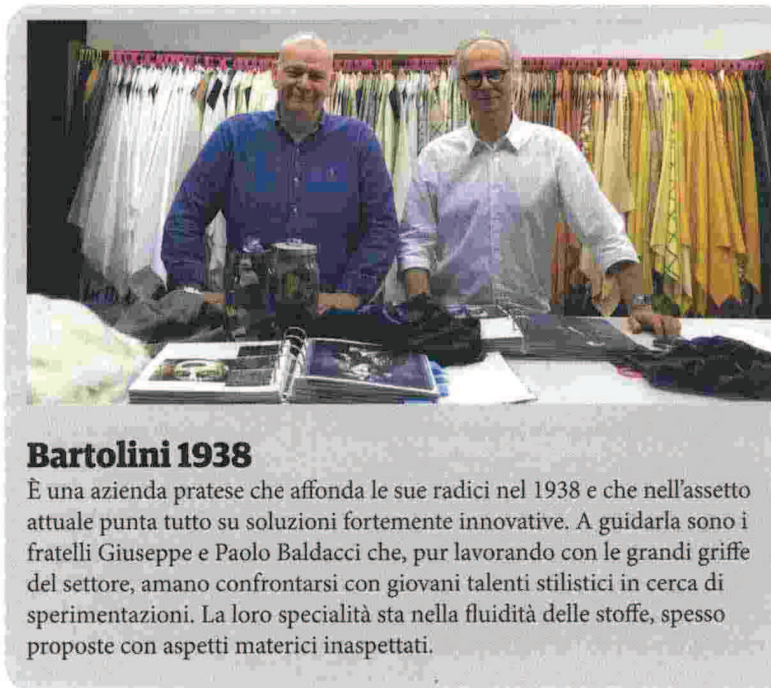 Bartolini 1938
È una azienda pratese che affonda le sue radici nel 1938 e che nell'assetto
attuale punta tutto su soluzioni fortemente innovative. A guidarla sono i
fratelli Giuseppe e Paolo Baldacci che, pur lavorando con le grandi griffe
del settore, amano confrontarsi con giovani talenti stilistici in cerca di
sperimentazioni. La loro specialità sta nella fluidità delle stoffe, spesso
proposte con aspetti materici inaspettati.